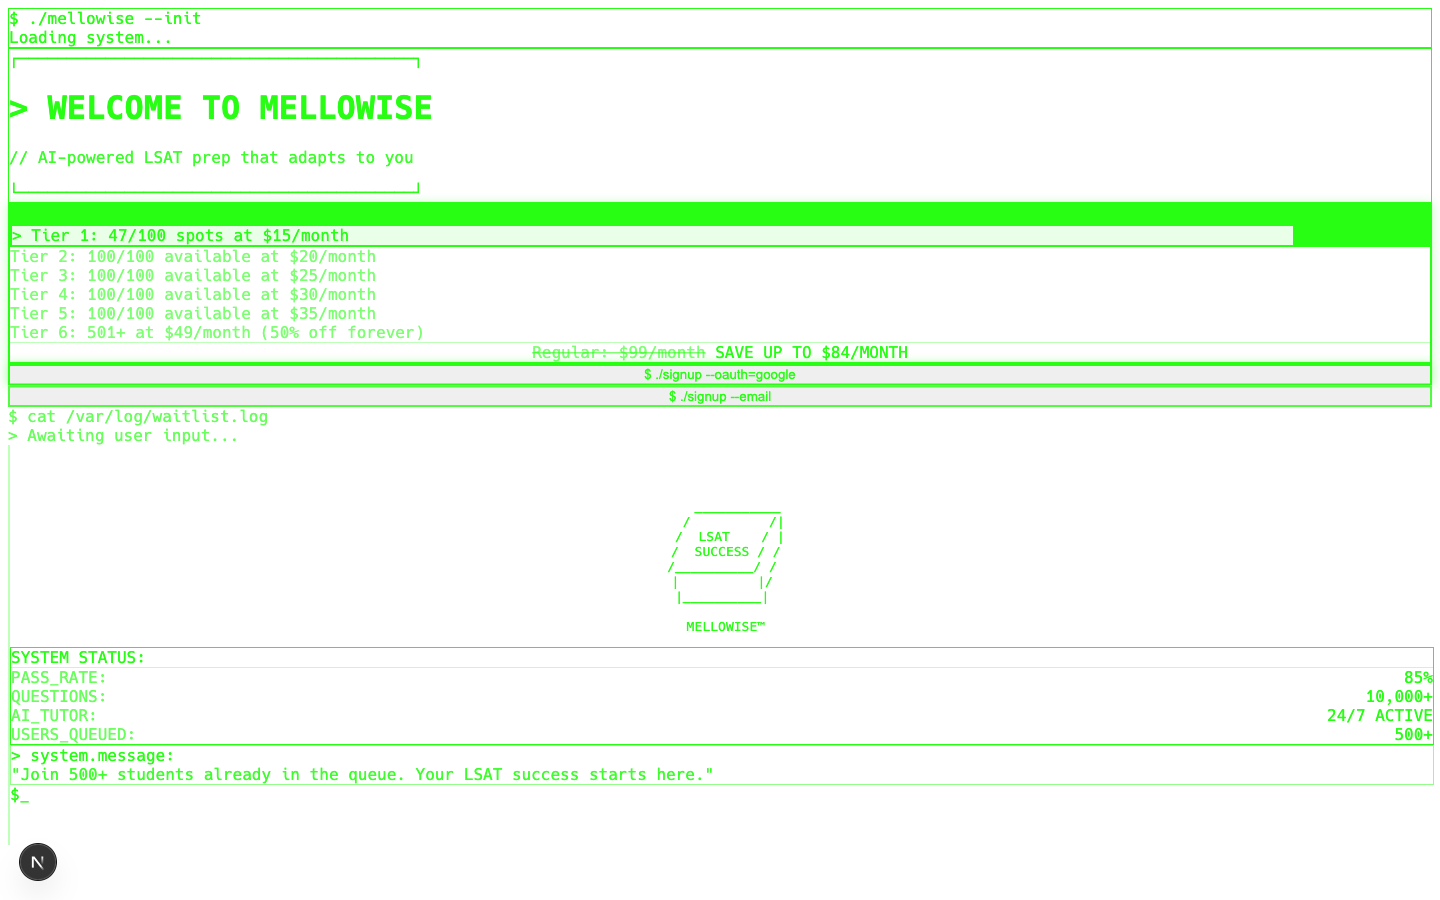 $ ./mellowise --init
Loading system...
> WELCOME TO MELLOWISE
// AI-powered LSAT prep that adapts to you
> Tier 1: 47/100 spots at $15/month
Tier 2: 100/100 available at $20/month
Tier 3: 100/100 available at $25/month
Tier 4: 100/100 available at $30/month
Tier 5: 100/100 available at $35/month
Tier 6: 501+ at $49/month (50% off forever)
Regular: $99/month SAVE UP TO $84/MONTH
$ ./signup --oauth=google
$ ./signup --email
$ cat /var/log/waitlist.log
> Awaiting user input...
LSAT
SUCCESS
MELLOWISE™
SYSTEM STATUS:
PASS_RATE: 85%
QUESTIONS: 10,000+
AI_TUTOR: 24/7 ACTIVE
USERS_QUEUED: 500+
> system.message:
"Join 500+ students already in the queue. Your LSAT success starts here."
$_
N